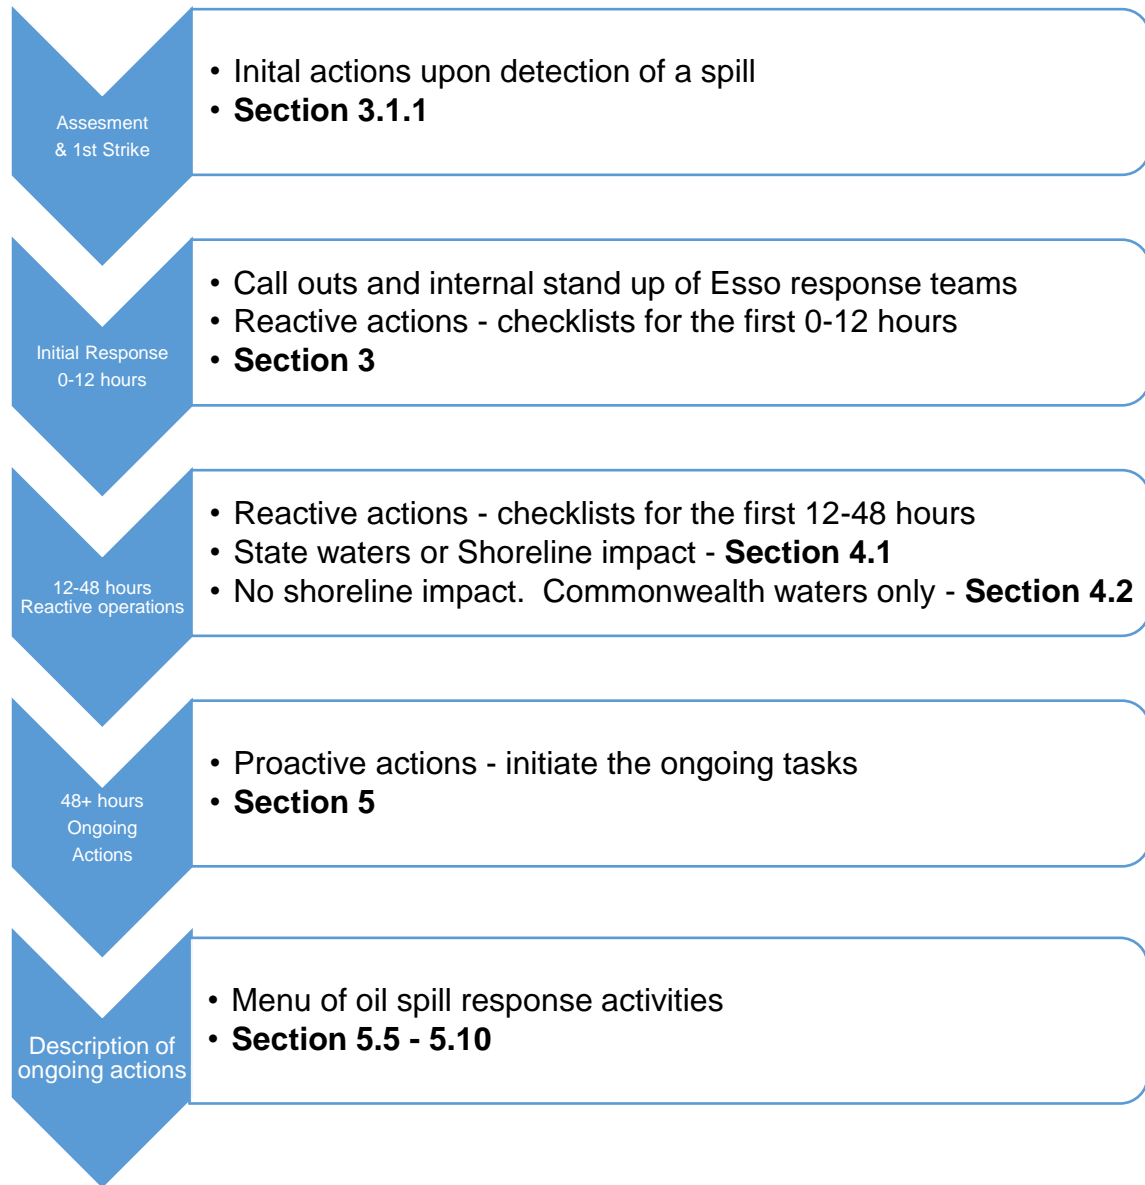 Assesment
& 1st Strike
• Inital actions upon detection of a spill
• Section 3.1.1
Initial Response
0-12 hours
• Call outs and internal stand up of Esso response teams
• Reactive actions - checklists for the first 0-12 hours
• Section 3
12-48 hours
Reactive operations
• Reactive actions - checklists for the first 12-48 hours
• State waters or Shoreline impact - Section 4.1
• No shoreline impact.  Commonwealth waters only - Section 4.2
48+ hours
Ongoing
Actions
• Proactive actions - initiate the ongoing tasks
• Section 5
Description of
ongoing actions
• Menu of oil spill response activities
• Section 5.5 - 5.10